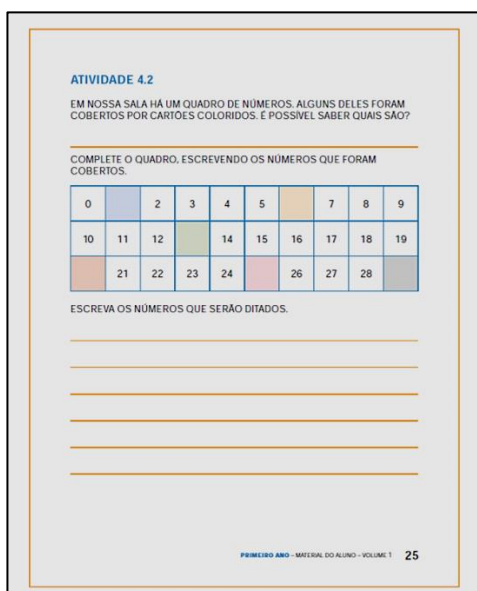 ATIVIDADE 4.2
EM NOSSA SALA HÁ UM QUADRO DE NÚMEROS. ALGUNS DELES FORAM
COBERTOS POR CARTÕES COLORIDOS. É POSSÍVEL SABER QUAIS SÃO?
COMPLETE O QUADRO, ESCREVENDO OS NÚMEROS QUE FORAM
COBERTOS.
0 2 3 4 5 7 8 9
10 11 12 14 15 16 17 18 19
21 22 23 24 26 27 28
ESCREVA OS NÚMEROS QUE SERÃO DITADOS.
PRIMEIRO ANO – MATERIAL DO ALUNO – VOLUME 1 25